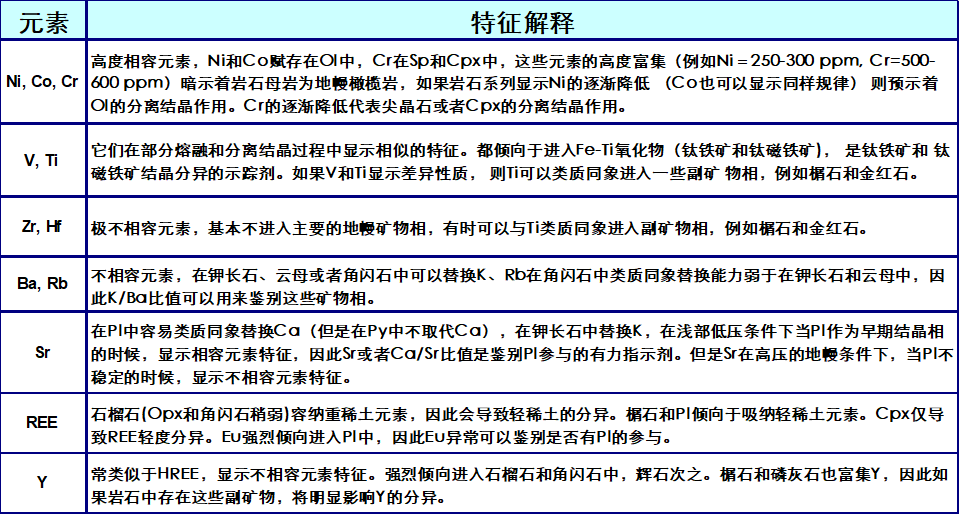 元素
特征解释
Ni, Co, Cr
高度相容元素，Ni和Co赋存在Ol中，Cr在Sp和Cpx中，这些元素的高度富集（例如Ni＝250-300 ppm, Cr=500-
600 ppm）暗示着岩石母岩为地幔橄榄岩，如果岩石系列显示Ni的逐渐降低 （Co也可以显示同样规律） 则预示着
Ol的分离结晶作用。Cr的逐渐降低代表尖晶石或者Cpx的分离结晶作用。
V, Ti
它们在部分熔融和分离结晶过程中显示相似的特征。都倾向于进入Fe-Ti氧化物（钛铁矿和钛磁铁矿）， 是钛铁矿和 钛
磁铁矿结晶分异的示踪剂。如果V和Ti显示差异性质， 则Ti可以类质同象进入一些副矿 物相，例如榍石和金红石。
Zr, Hf
极不相容元素，基本不进入主要的地幔矿物相，有时可以与Ti类质同象进入副矿物相，例如榍石和金红石。
Ba, Rb
不相容元素，在钾长石、云母或者角闪石中可以替换K、Rb在角闪石中类质同象替换能力弱于在钾长石和云母中，因
此K/Ba比值可以用来鉴别这些矿物相。
Sr
在Pl中容易类质同象替换Ca（但是在Py中不取代Ca），在钾长石中替换K，在浅部低压条件下当Pl作为早期结晶相
的时候，显示相容元素特征，因此Sr或者Ca/Sr比值是鉴别Pl参与的有力指示剂。但是Sr在高压的地幔条件下，当Pl不
稳定的时候，显示不相容元素特征。
REE
石榴石(Opx和角闪石稍弱)容纳重稀土元素，因此会导致轻稀土的分异。榍石和Pl倾向于吸纳轻稀土元素。Cpx仅导
致REE轻度分异。Eu强烈倾向进入Pl中，因此Eu异常可以鉴别是否有Pl的参与。
Y
常类似于HREE，显示不相容元素特征。强烈倾向进入石榴石和角闪石中，辉石次之。榍石和磷灰石也富集Y，因此如
果岩石中存在这些副矿物，将明显影响Y的分异。